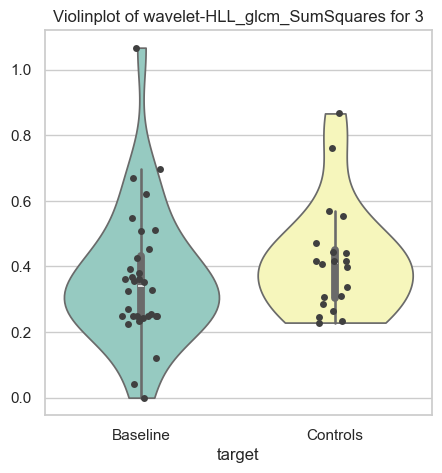 Violinplot of wavelet-HLL_glcm_SumSquares for 3
1.0
0.8
0.6
0.4
0.2
0.0
Baseline Controls
target